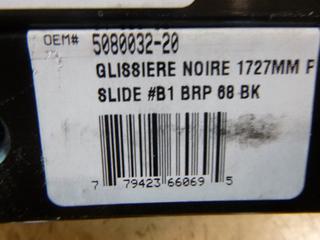 OEM# 5080032-20
GLISSIERE NOIRE 1727MM F
SLIDE #B1 BRP 68 BK
7 79423 66069 5